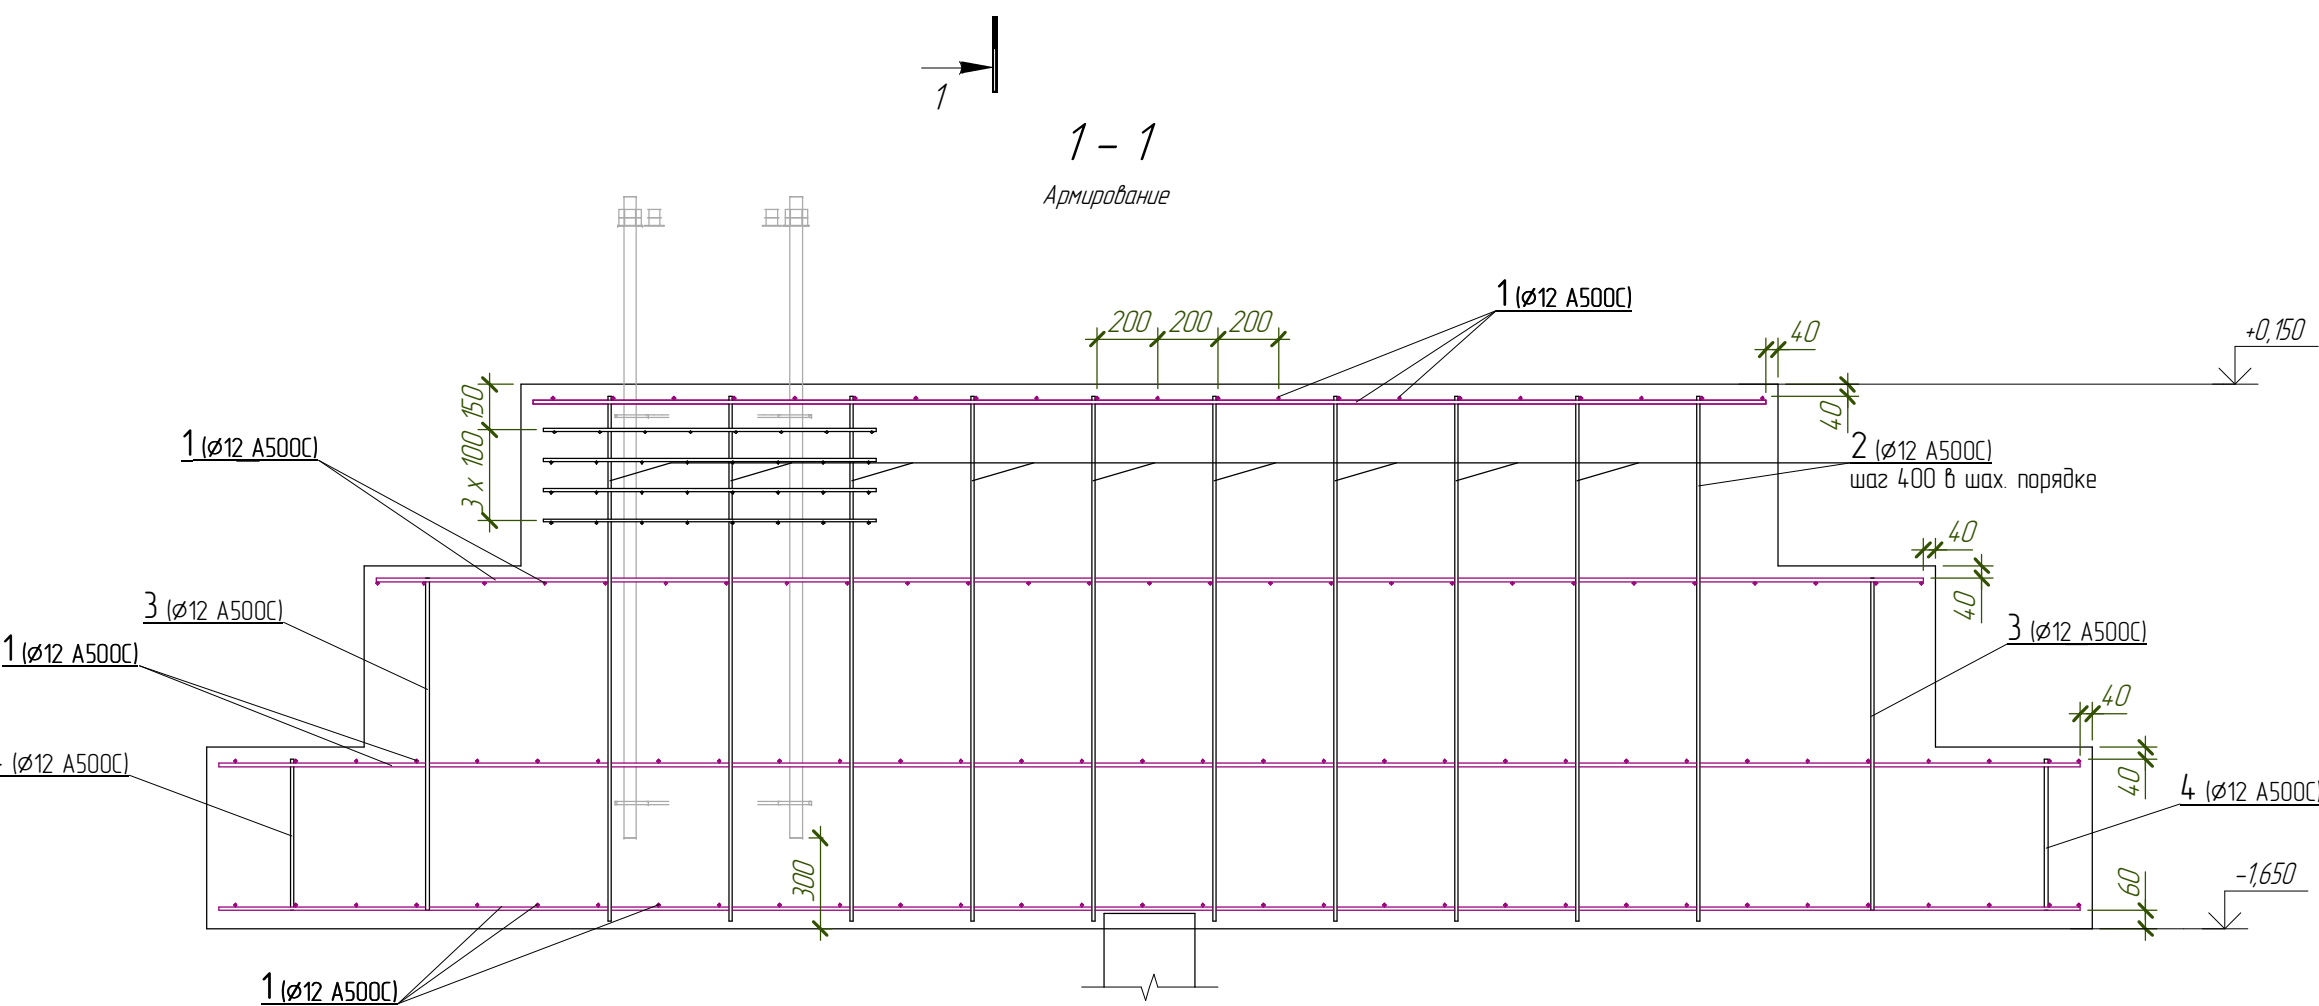 1
1 - 1
Армирование
1 (⌀12 А500С)
200 200 200
40
+0,150
150
40
1 (⌀12 А500С)
3 х 100
2 (⌀12 А500С)
шаг 400 в шах. порядке
40
40
3 (⌀12 А500С)
3 (⌀12 А500С)
1 (⌀12 А500С)
40
(⌀12 А500С)
40
4 (⌀12 А500С)
300
60
-1,650
1 (⌀12 А500С)